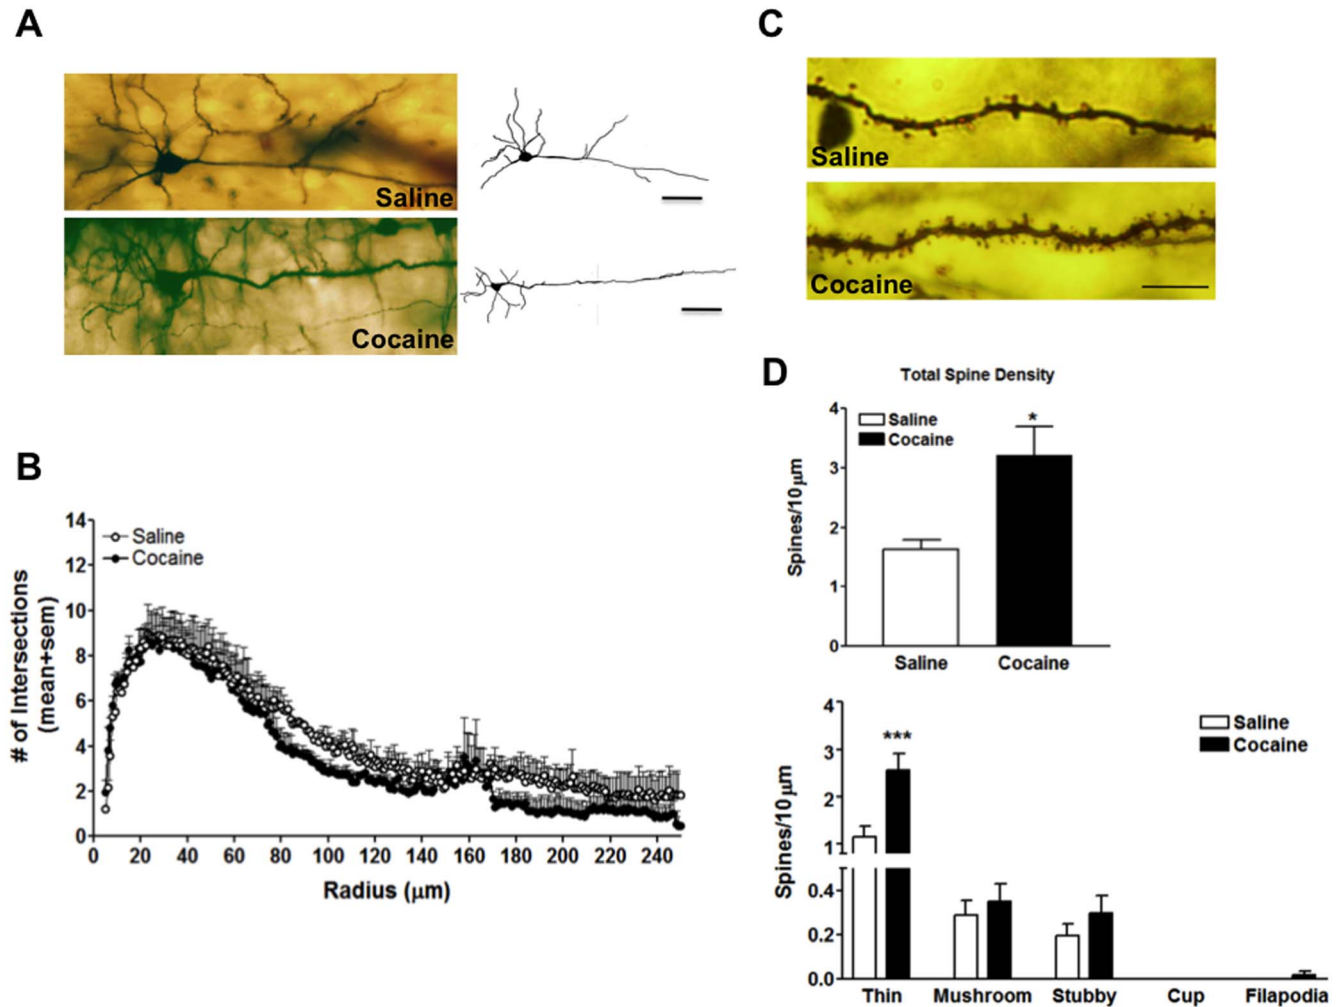 A
Saline
Cocaine
B
14
12
10
8
6
4
2
0
# of Intersections
(mean+sem)
Saline
Cocaine
0 20 40 60 80 100 120 140 160 180 200 220 240
Radius (μm)
C
Saline
Cocaine
D
Total Spine Density
4
3
2
1
0
Spines/10μm
Saline
Cocaine
*
Saline Cocaine
4
3
2
1
0.4
0.2
0.0
Spines/10μm
***
Saline
Cocaine
Thin Mushroom Stubby Cup Filapodia